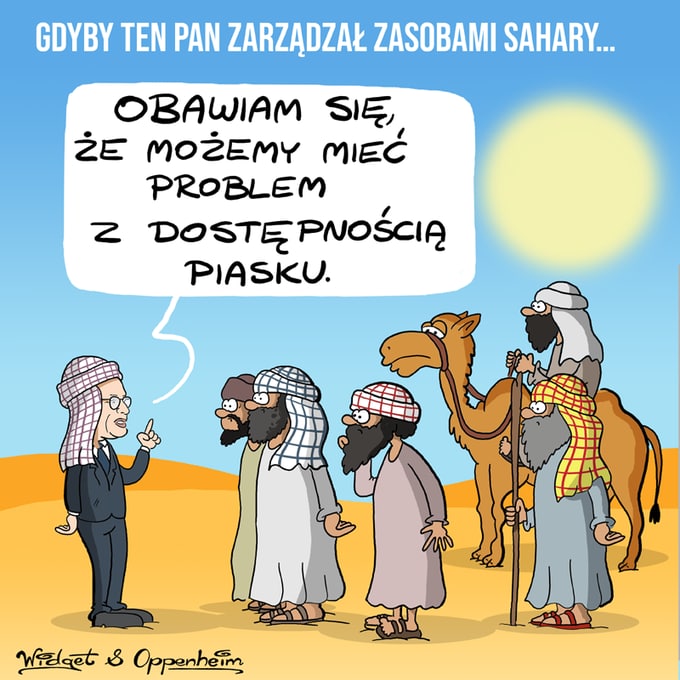 GDYBY TEN PAN ZARZĄDZAŁ ZASOBAMI SAHARY...
OBAWIAM SIĘ,
ŻE MOŻEMY MIEĆ
PROBLEM
Z DOSTĘPNOŚCIĄ
PIASKU.
Widget & Oppenheim